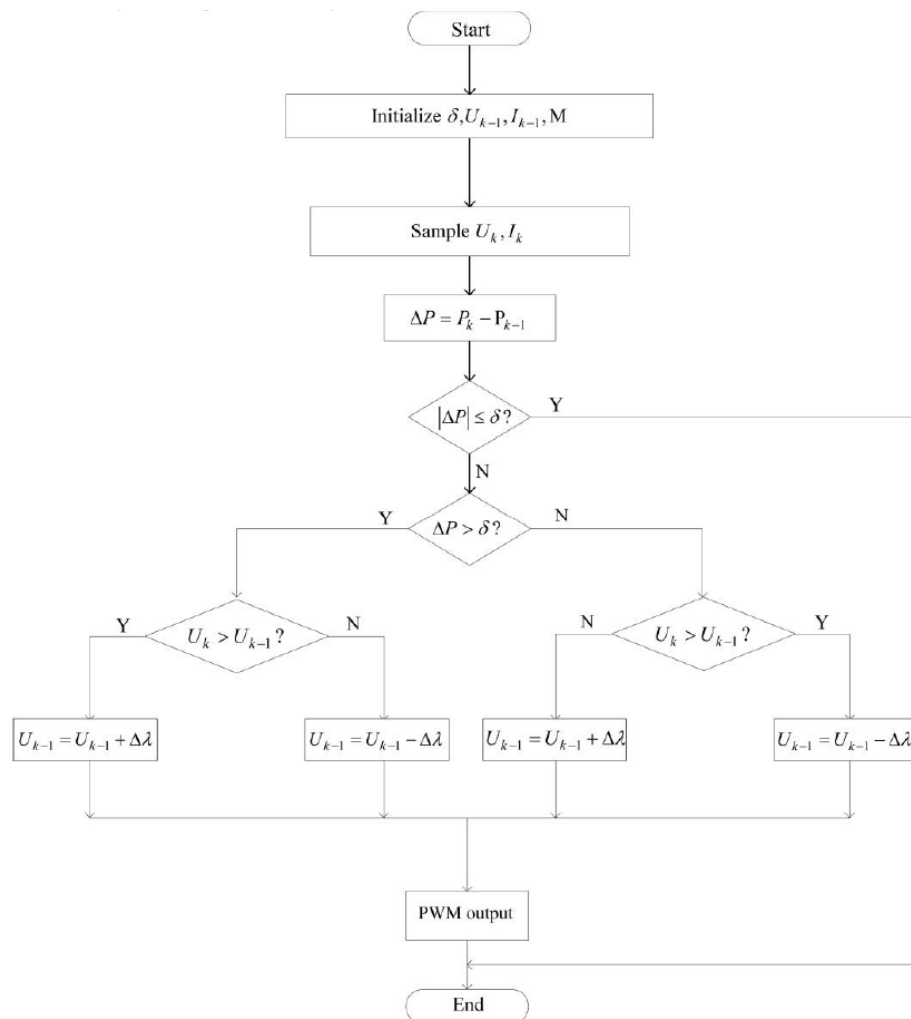 Start
Initialize δ,U_{k−1},I_{k−1},M
Sample U_k,I_k
ΔP = P_k − P_{k−1}
|ΔP| ≤ δ?
Y
N
ΔP > δ?
Y
N
U_k > U_{k−1}?
Y
N
U_k > U_{k−1}?
N
Y
U_{k−1} = U_{k−1} + Δλ
U_{k−1} = U_{k−1} − Δλ
U_{k−1} = U_{k−1} + Δλ
U_{k−1} = U_{k−1} − Δλ
PWM output
End